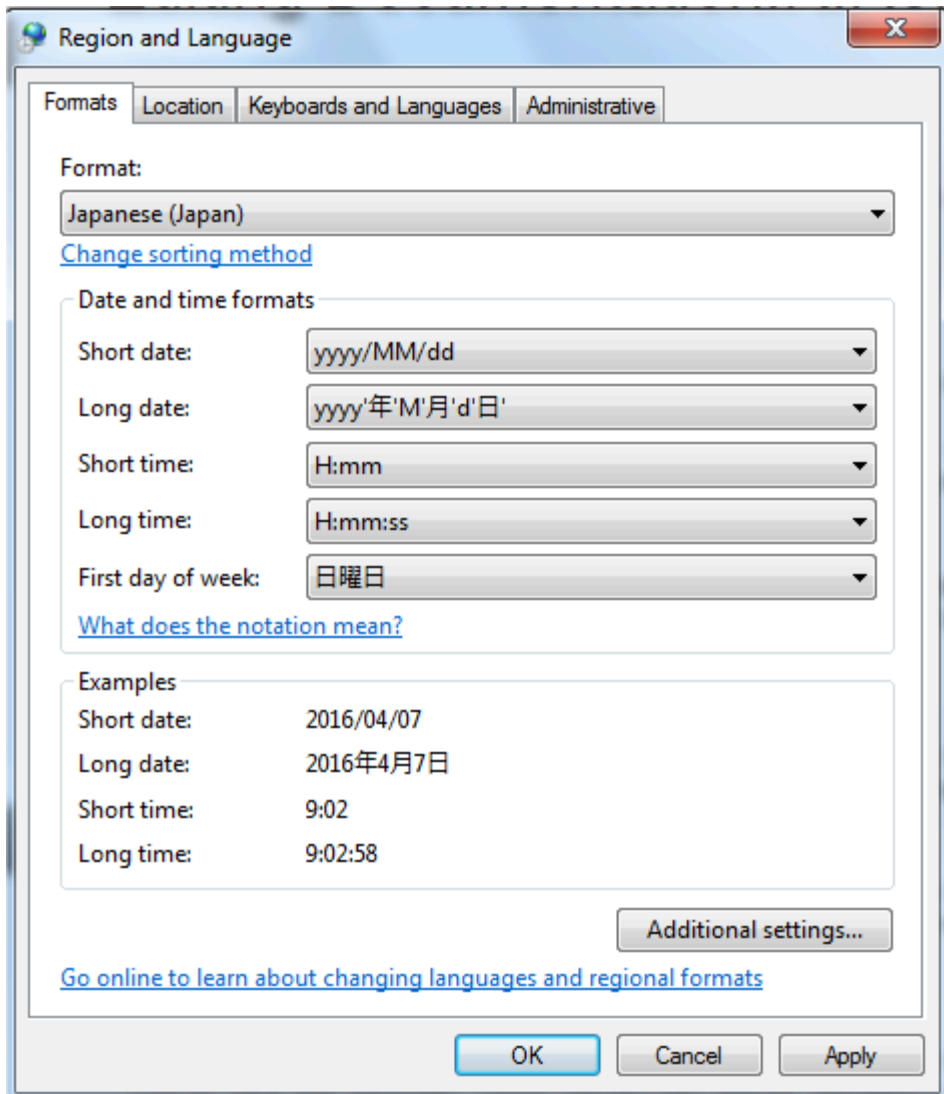 Region and Language
Formats Location Keyboards and Languages Administrative
Format:
Japanese (Japan)
Change sorting method
Date and time formats
Short date: yyyy/MM/dd
Long date: yyyy'年'M'月'd'日'
Short time: H:mm
Long time: H:mm:ss
First day of week: 日曜日
What does the notation mean?
Examples
Short date: 2016/04/07
Long date: 2016年4月7日
Short time: 9:02
Long time: 9:02:58
Additional settings...
Go online to learn about changing languages and regional formats
OK Cancel Apply